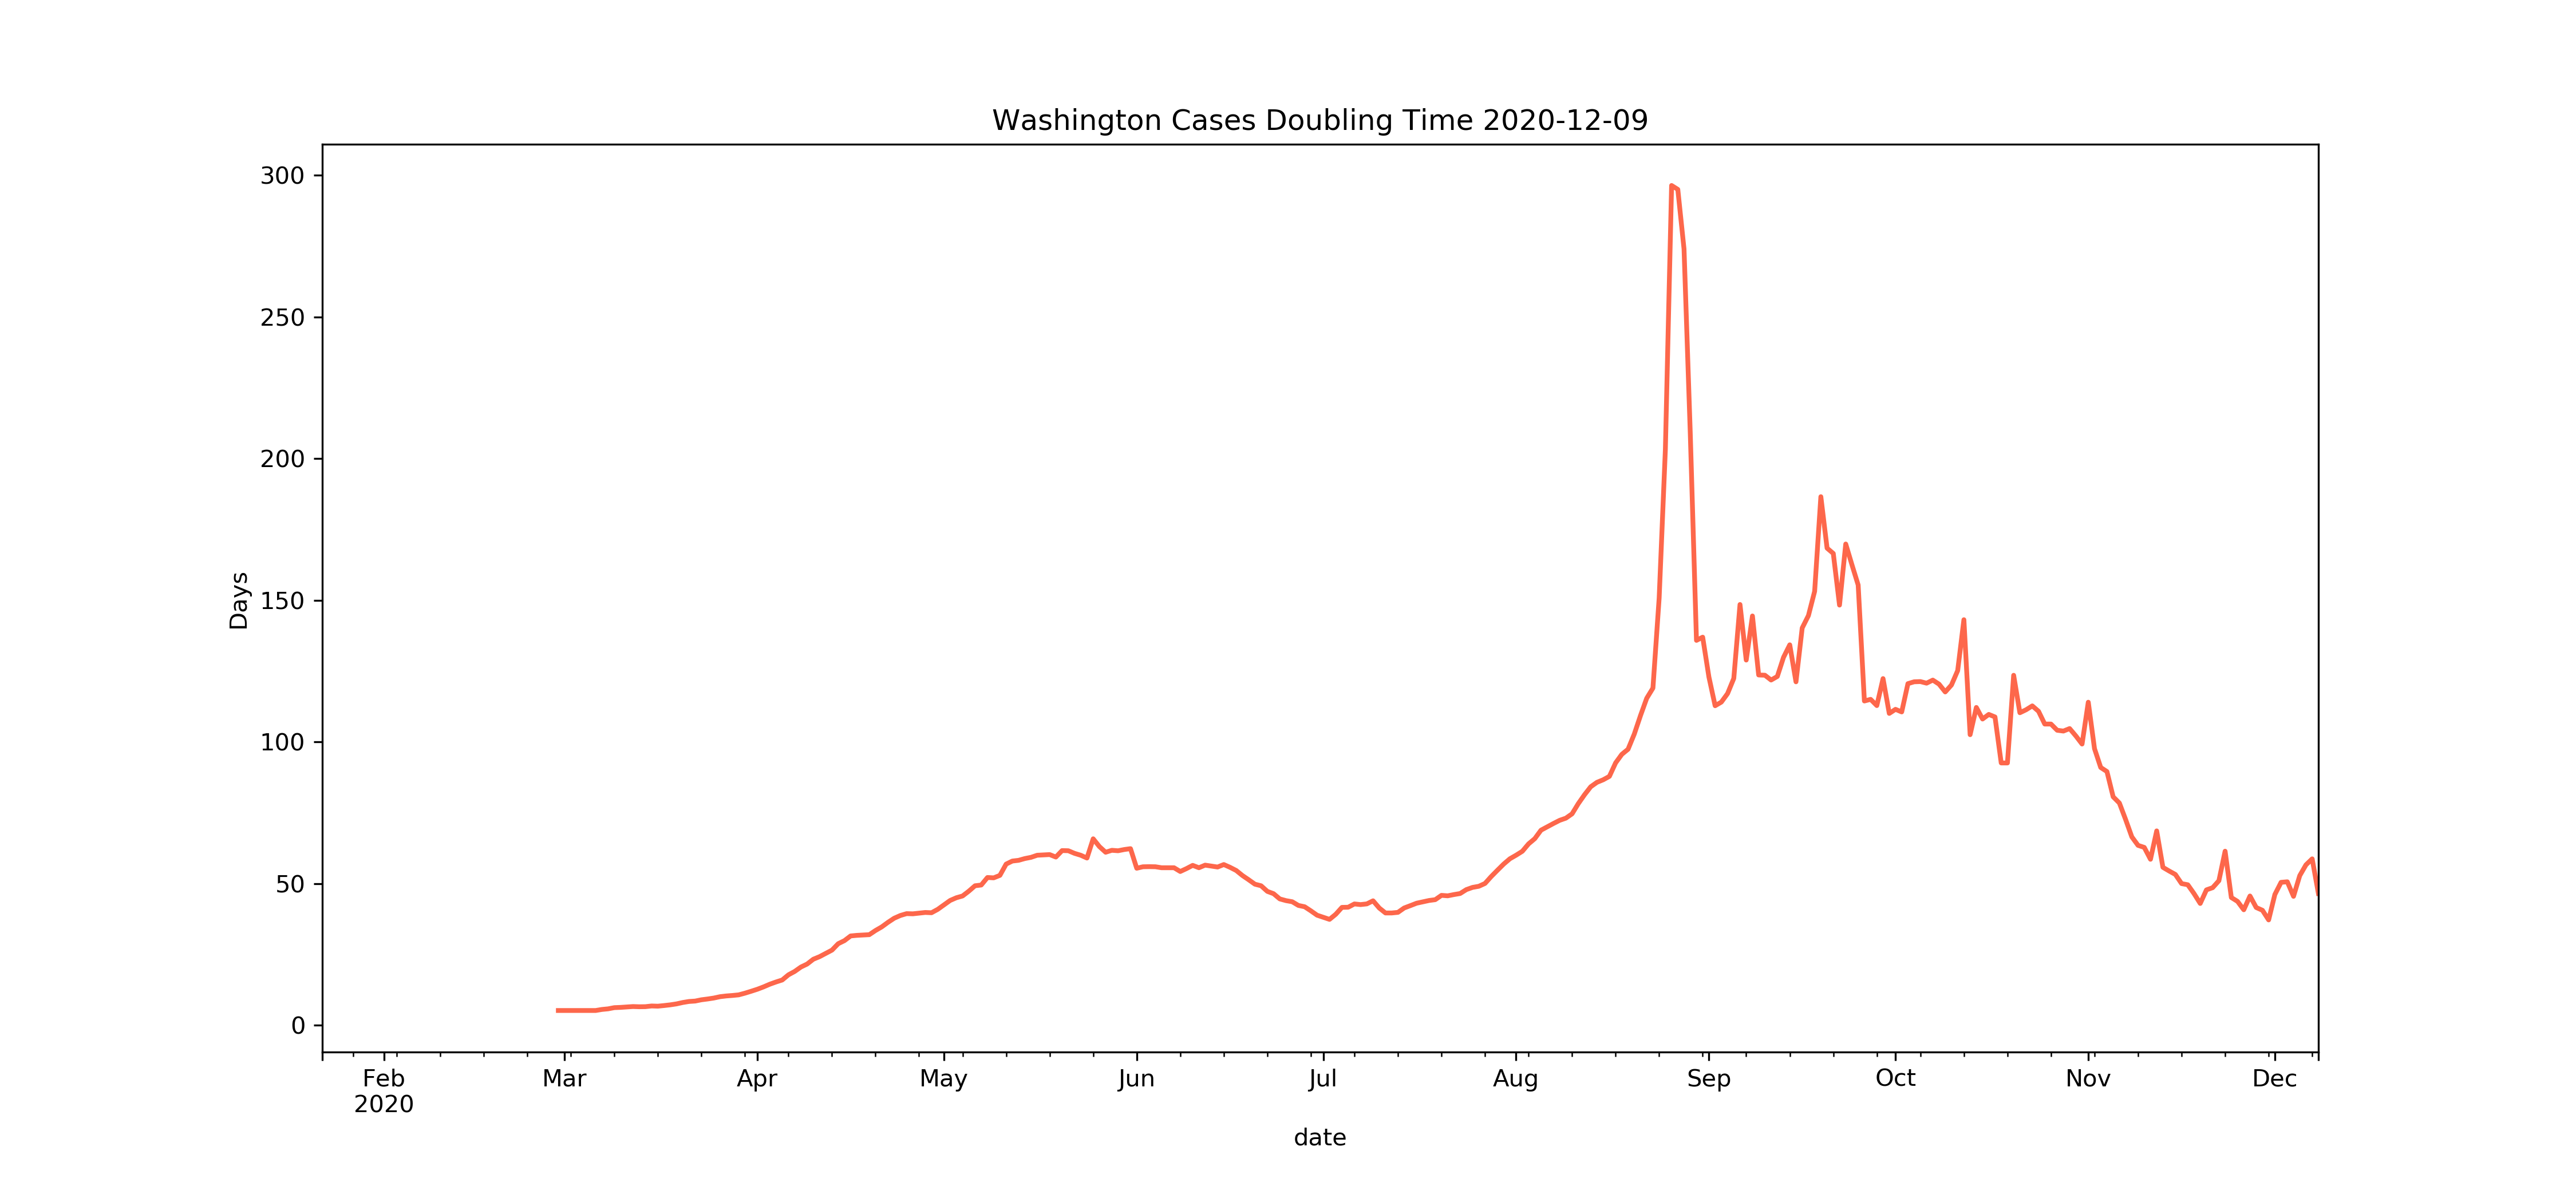 Washington Cases Doubling Time 2020-12-09
300
250
200
150
100
50
0
Days
Feb Mar Apr May Jun Jul Aug Sep Oct Nov Dec
2020
date